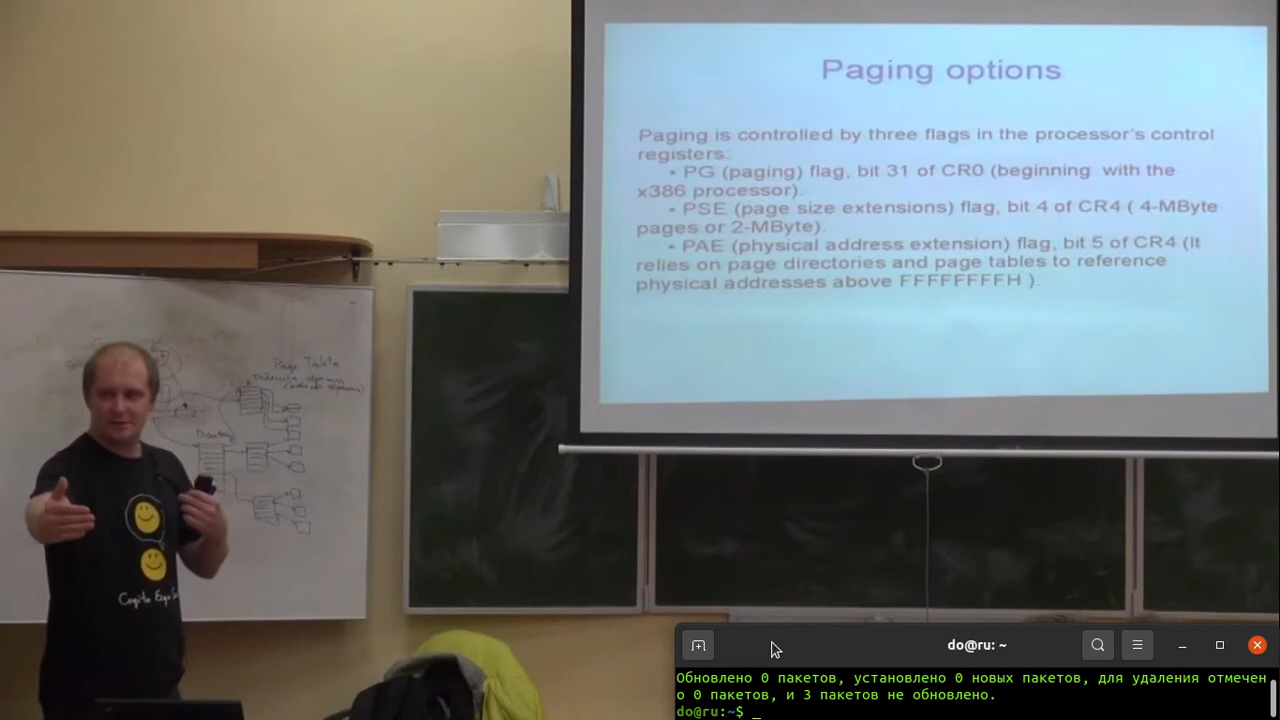 Paging options
Paging is controlled by three flags in the processor's control
registers:
• PG (paging) flag, bit 31 of CR0 (beginning with the
x386 processor).
• PSE (page size extensions) flag, bit 4 of CR4 ( 4-MByte
pages or 2-MByte).
• PAE (physical address extension) flag, bit 5 of CR4 (It
relies on page directories and page tables to reference
physical addresses above FFFFFFFFH ).
Page Table
Cogito Ergo
do@ru: ~
Обновлено 0 пакетов, установлено 0 новых пакетов, для удаления отмечен
о 0 пакетов, и 3 пакетов не обновлено.
do@ru:~$ _